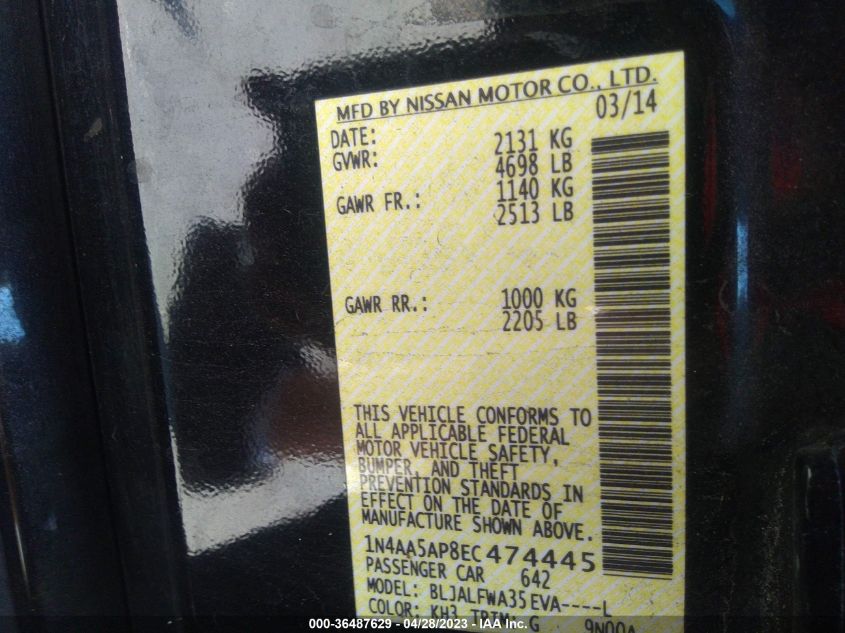 MFD BY NISSAN MOTOR CO., LTD.
DATE: 03/14
GVWR: 2131 KG
4698 LB
GAWR FR.: 1140 KG
2513 LB
GAWR RR.: 1000 KG
2205 LB
THIS VEHICLE CONFORMS TO
ALL APPLICABLE FEDERAL
MOTOR VEHICLE SAFETY,
BUMPER, AND THEFT
PREVENTION STANDARDS IN
EFFECT ON THE DATE OF
MANUFACTURE SHOWN ABOVE.
1N4AA5AP8EC474445
PASSENGER CAR 642
MODEL: BLJALFWA35EVA----L
COLOR: KH3 TRIM: G 9N00A
000-36487629 - 04/28/2023 - IAA Inc.